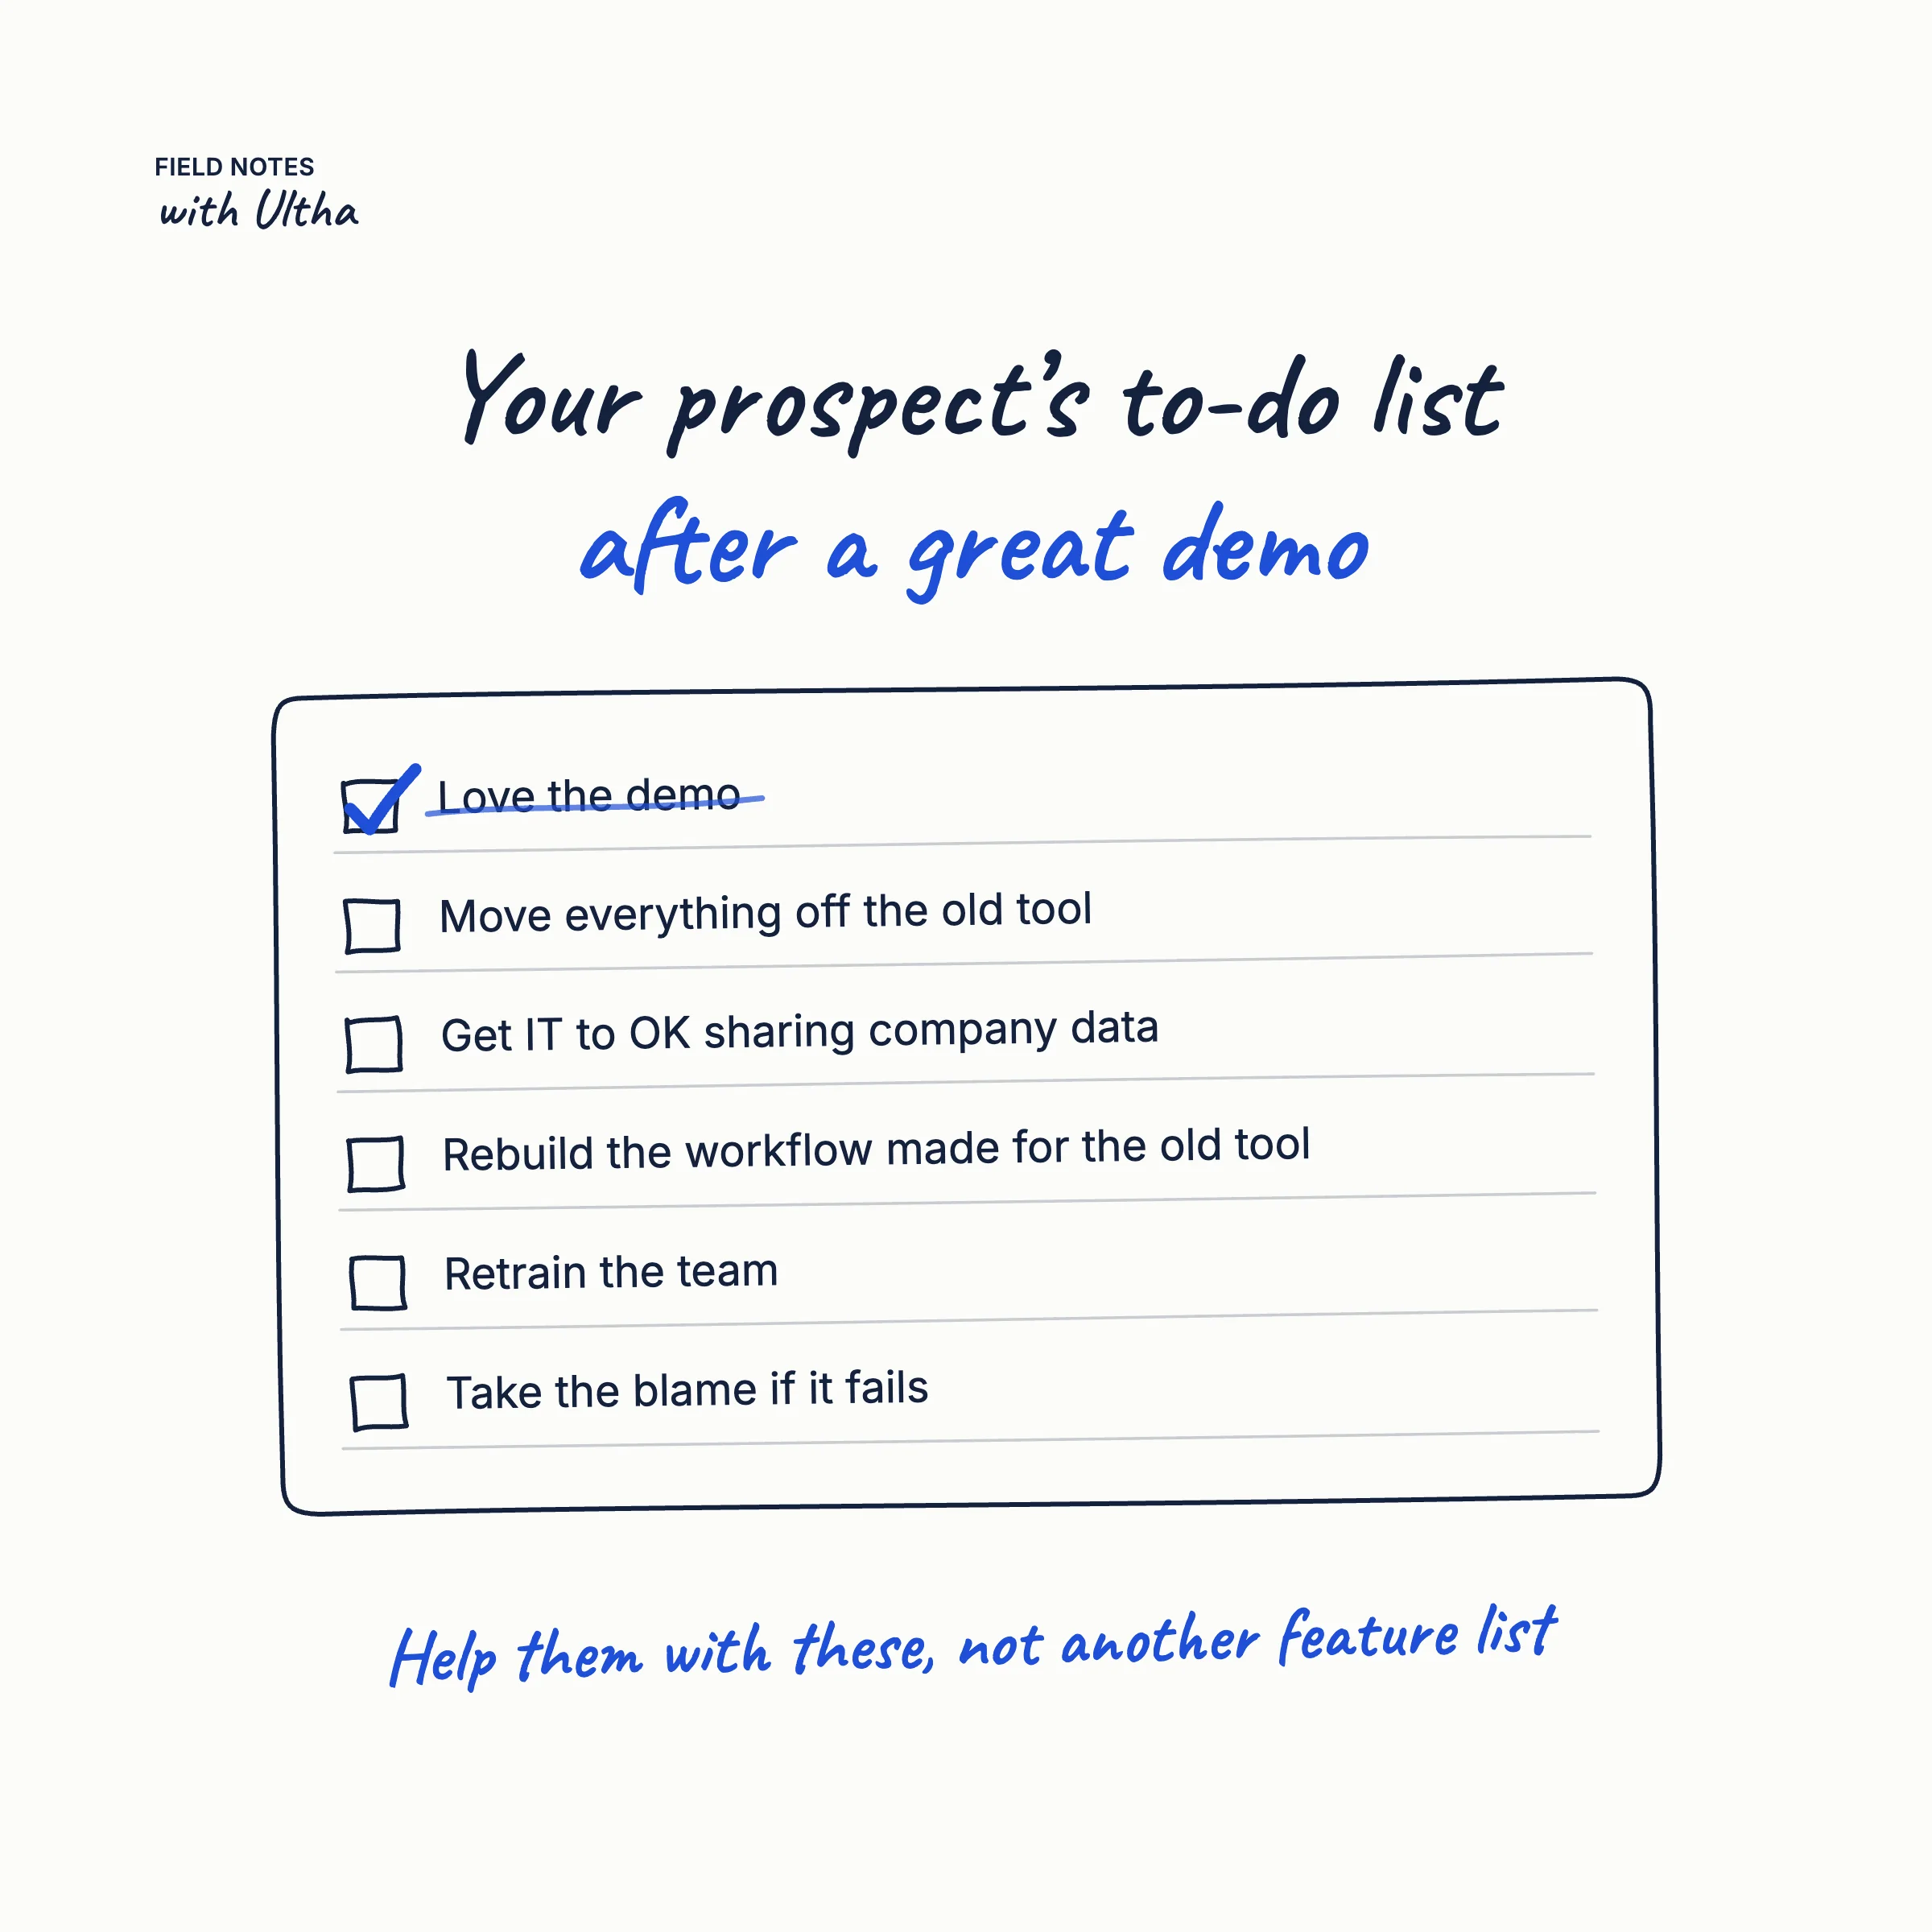 FIELD NOTES
with Ultha
Your prospect’s to-do list
after a great demo
Love the demo
Move everything off the old tool
Get IT to OK sharing company data
Rebuild the workflow made for the old tool
Retrain the team
Take the blame if it fails
Help them with these, not another feature list